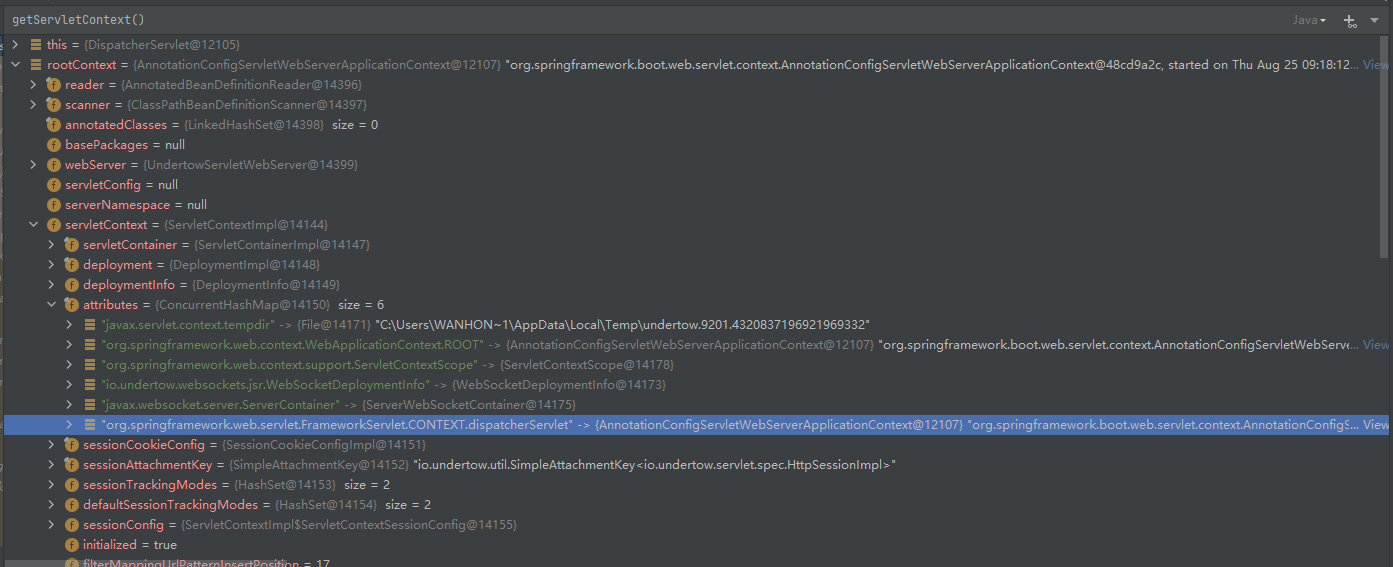 getServletContext() Java
this = {DispatcherServlet@12105}
rootContext = {AnnotationConfigServletWebServerApplicationContext@12107} "org.springframework.boot.web.servlet.context.AnnotationConfigServletWebServerApplicationContext@48cd9a2c, started on Thu Aug 25 09:18:12... View
reader = {AnnotatedBeanDefinitionReader@14396}
scanner = {ClassPathBeanDefinitionScanner@14397}
annotatedClasses = {LinkedHashSet@14398} size = 0
basePackages = null
webServer = {UndertowServletWebServer@14399}
servletConfig = null
serverNamespace = null
servletContext = {ServletContextImpl@14144}
servletContainer = {ServletContainerImpl@14147}
deployment = {DeploymentImpl@14148}
deploymentInfo = {DeploymentInfo@14149}
attributes = {ConcurrentHashMap@14150} size = 6
"javax.servlet.context.tempdir" -> {File@14171} "C:\Users\WANHON~1\AppData\Local\Temp\undertow.9201.4320837196921969332"
"org.springframework.web.context.WebApplicationContext.ROOT" -> {AnnotationConfigServletWebServerApplicationContext@12107} "org.springframework.boot.web.servlet.context.AnnotationConfigServletWebServe... View
"org.springframework.web.context.support.ServletContextScope" -> {ServletContextScope@14178}
"io.undertow.websockets.jsr.WebSocketDeploymentInfo" -> {WebSocketDeploymentInfo@14173}
"javax.websocket.server.ServerContainer" -> {ServerWebSocketContainer@14175}
"org.springframework.web.servlet.FrameworkServlet.CONTEXT.dispatcherServlet" -> {AnnotationConfigServletWebServerApplicationContext@12107} "org.springframework.boot.web.servlet.context.AnnotationConfigS... View
sessionCookieConfig = {SessionCookieConfigImpl@14151}
sessionAttachmentKey = {SimpleAttachmentKey@14152} "io.undertow.util.SimpleAttachmentKey<io.undertow.servlet.spec.HttpSessionImpl>"
sessionTrackingModes = {HashSet@14153} size = 2
defaultSessionTrackingModes = {HashSet@14154} size = 2
sessionConfig = {ServletContextImpl$ServletContextSessionConfig@14155}
initialized = true
filterMappingUrlPatternInsertPosition = 17